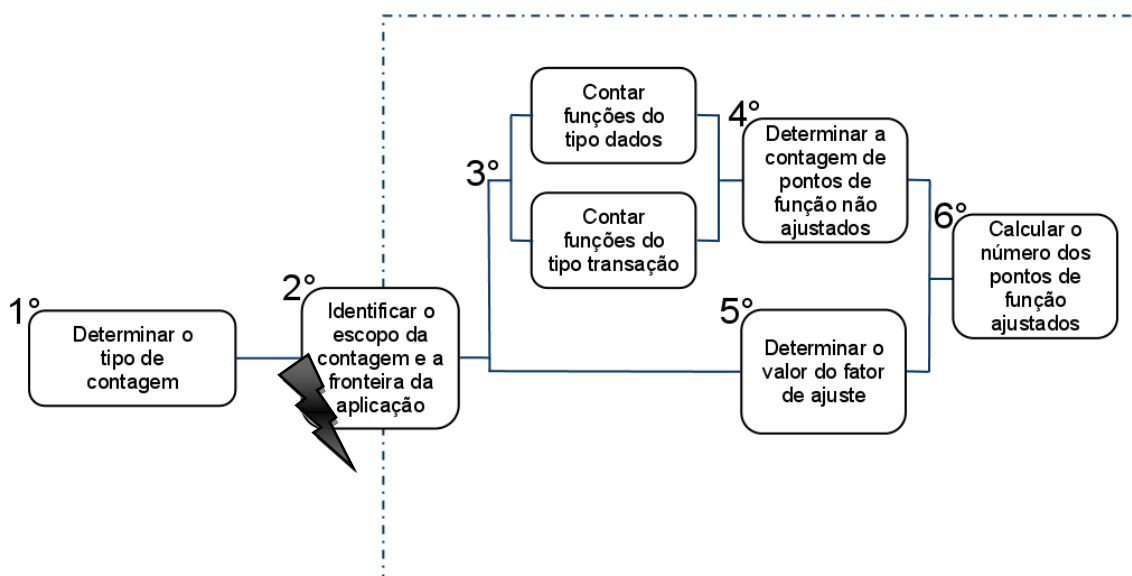 1°
Determinar o
tipo de
contagem
2°
Identificar o
escopo da
contagem e a
fronteira da
aplicação
3°
Contar
funções do
tipo dados
Contar
funções do
tipo transação
4°
Determinar a
contagem de
pontos de
função não
ajustados
5°
Determinar o
valor do fator
de ajuste
6°
Calcular o
número dos
pontos de
função
ajustados